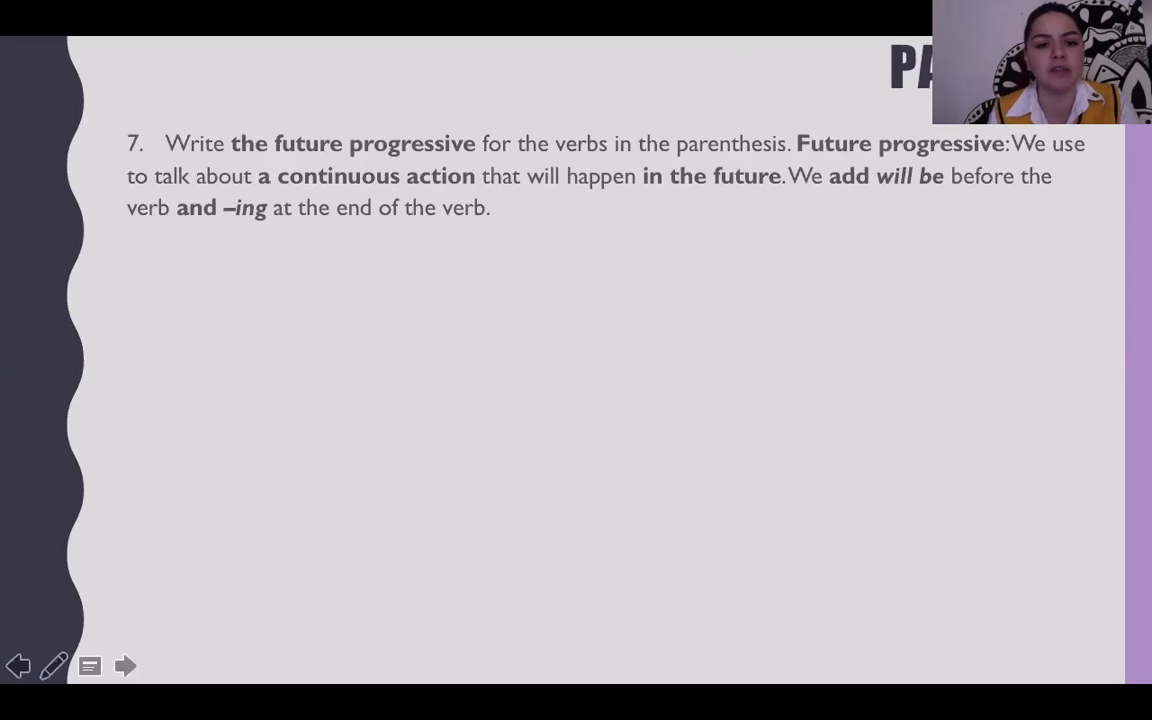 7. Write the future progressive for the verbs in the parenthesis. Future progressive: We use
to talk about a continuous action that will happen in the future. We add will be before the
verb and –ing at the end of the verb.